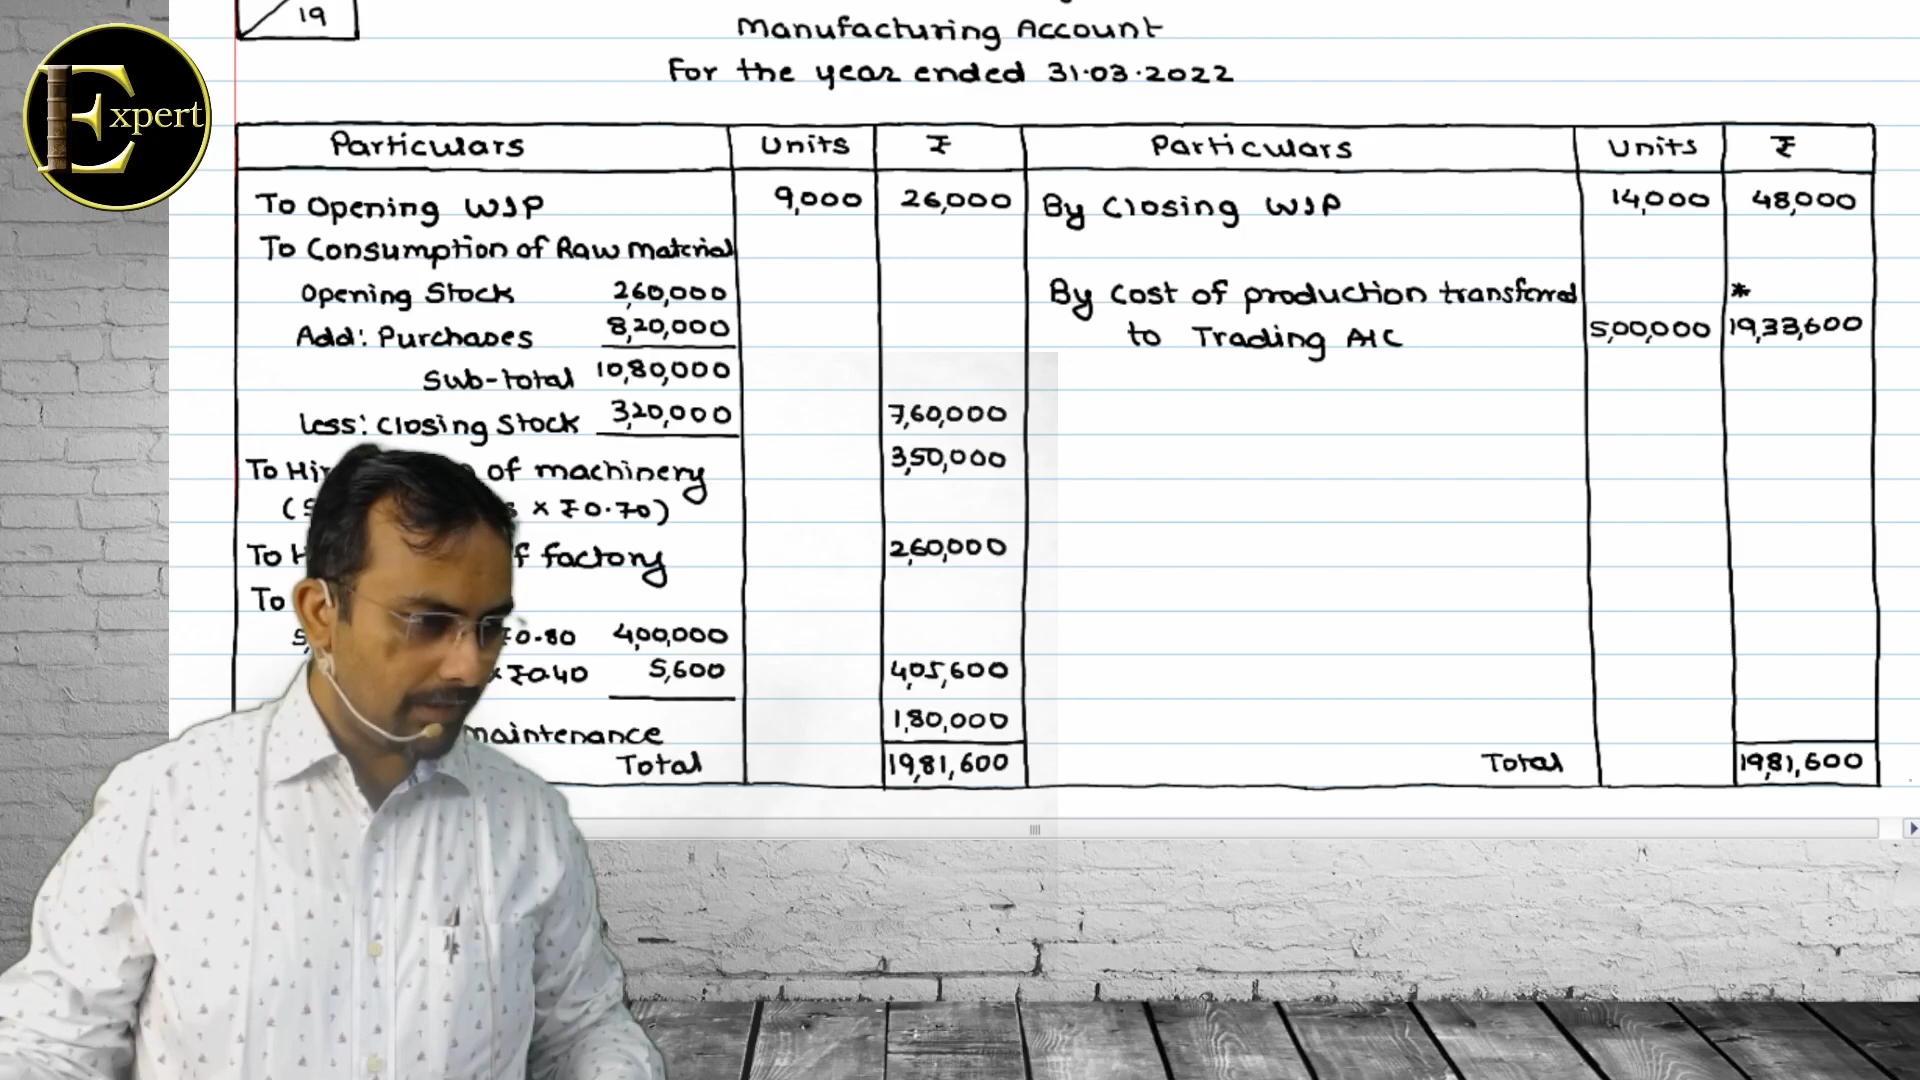 Expert
19
Manufacturing Account
For the year ended 31.03.2022
Particulars Units ₹ Particulars Units ₹
To Opening WIP 9,000 26,000 By Closing WIP 14,000 48,000
To Consumption of Raw Material
Opening Stock 2,60,000 By Cost of production transferred *
Add: Purchases 8,20,000 to Trading A/C 5,00,000 19,33,600
Sub-total 10,80,000
Less: Closing Stock 3,20,000 7,60,000
To of machinery 3,50,000
( × ₹0.70)
To factory 2,60,000
To
₹0.80 4,00,000
× ₹0.40 5,600 4,05,600
maintenance 1,80,000
Total 19,81,600 Total 19,81,600